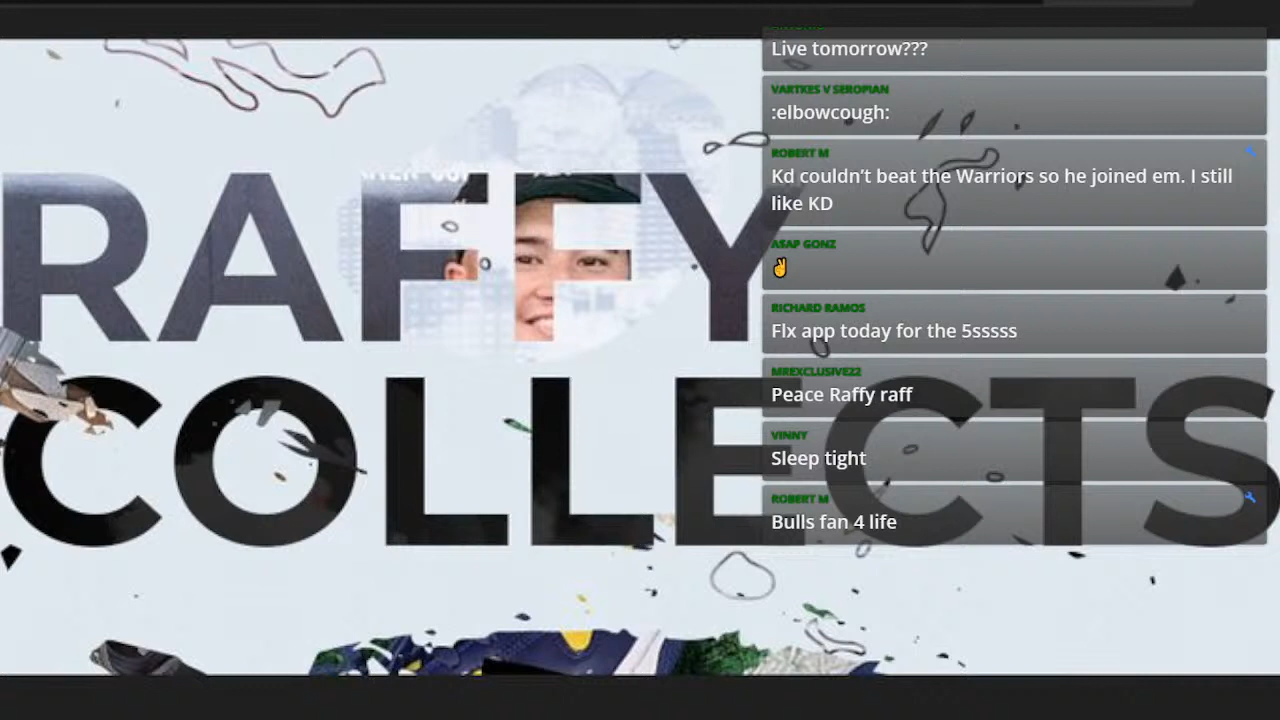 RAFFY
COLLECTS
Live tomorrow???
VARTKES V SEROPIAN
:elbowcough:
ROBERT M
Kd couldn't beat the Warriors so he joined em. I still
like KD
ASAP GONZ
✌
RICHARD RAMOS
Flx app today for the 5sssss
MREXCLUSIVE22
Peace Raffy raff
VINNY
Sleep tight
ROBERT M
Bulls fan 4 life